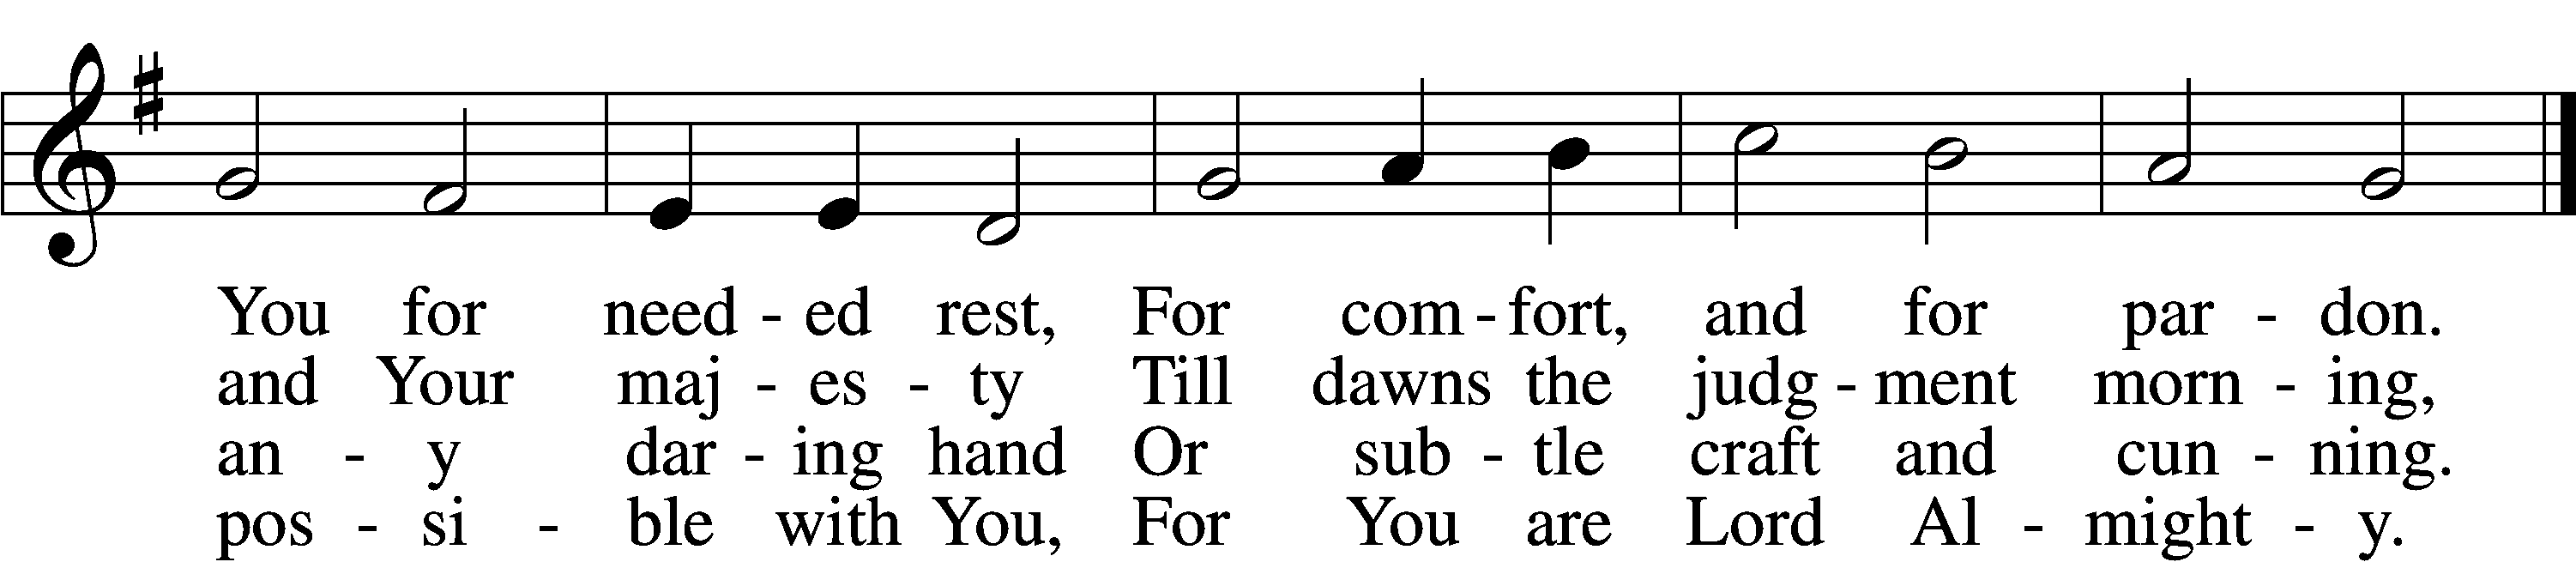 You for need - ed rest, For com - fort, and for par - don.
and Your maj - es - ty Till dawns the judg - ment morn - ing,
an - y dar - ing hand Or sub - tle craft and cun - ning.
pos - si - ble with You, For You are Lord Al - might - y.